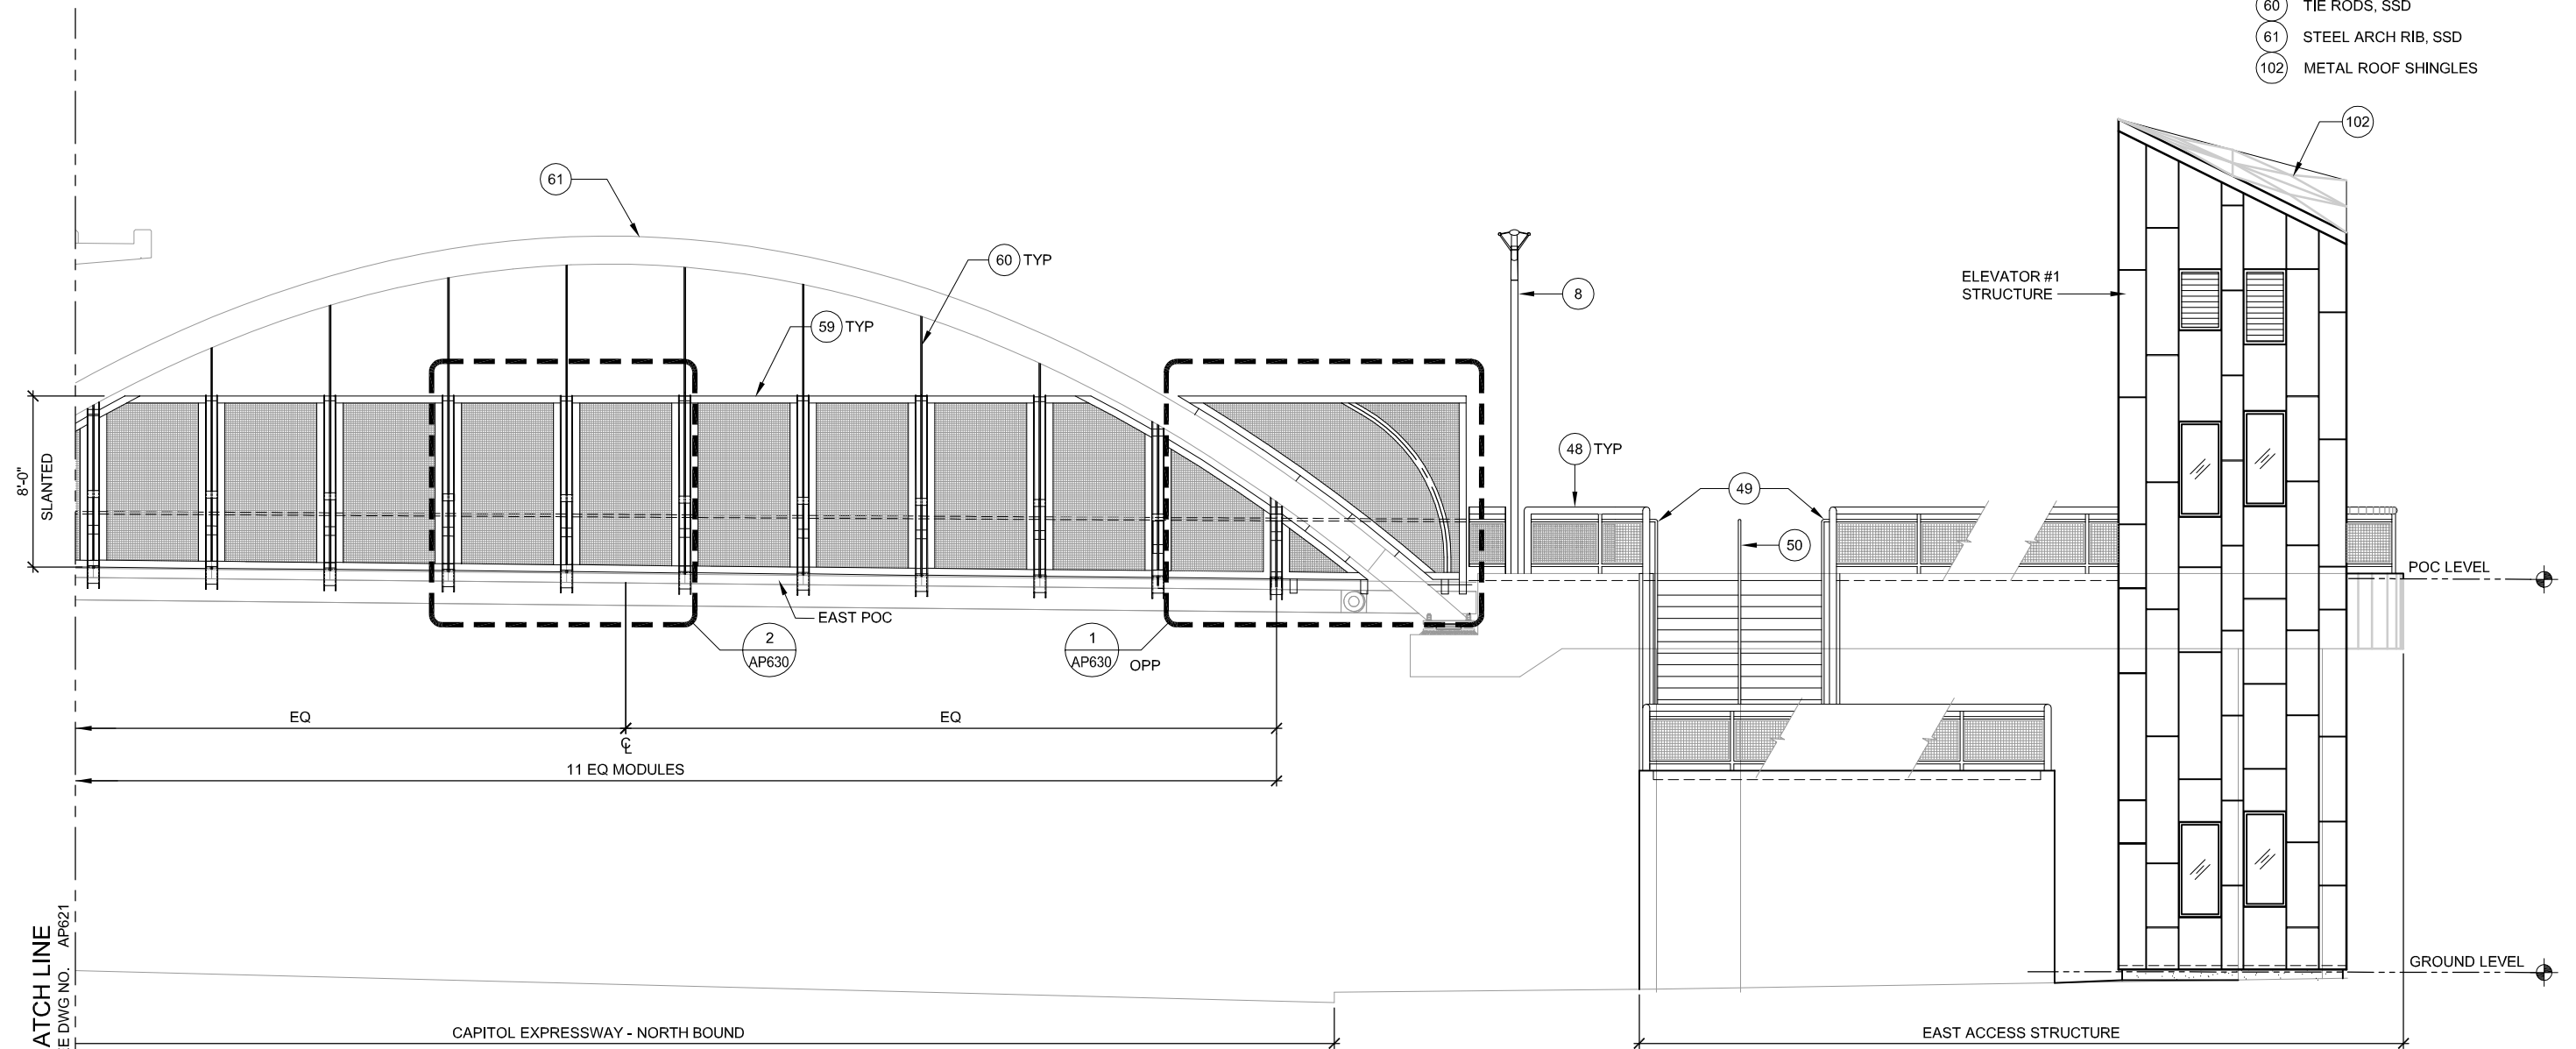 60 TIE RODS, SSD
61 STEEL ARCH RIB, SSD
102 METAL ROOF SHINGLES
102
61
60 TYP
8
ELEVATOR #1
STRUCTURE
59 TYP
8'-0"
SLANTED
48 TYP
49
50
POC LEVEL
EAST POC
2
AP630
1
AP630 OPP
EQ
EQ
CL
11 EQ MODULES
ATCH LINE
E DWG NO. AP621
GROUND LEVEL
CAPITOL EXPRESSWAY - NORTH BOUND
EAST ACCESS STRUCTURE